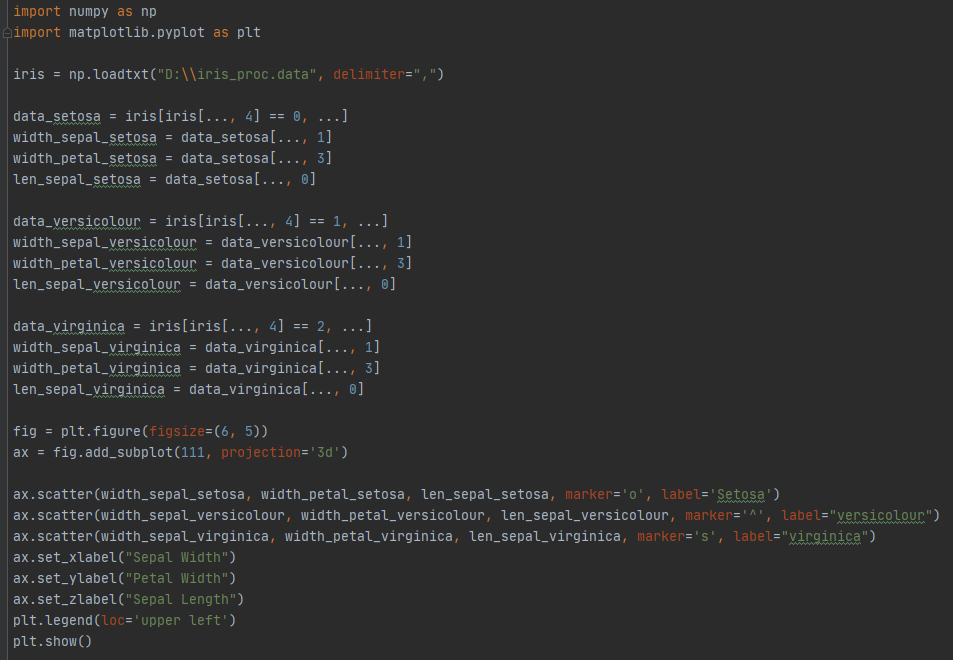 import numpy as np
import matplotlib.pyplot as plt
iris = np.loadtxt("D:\\iris_proc.data", delimiter=",")
data_setosa = iris[iris[..., 4] == 0, ...]
width_sepal_setosa = data_setosa[..., 1]
width_petal_setosa = data_setosa[..., 3]
len_sepal_setosa = data_setosa[..., 0]
data_versicolour = iris[iris[..., 4] == 1, ...]
width_sepal_versicolour = data_versicolour[..., 1]
width_petal_versicolour = data_versicolour[..., 3]
len_sepal_versicolour = data_versicolour[..., 0]
data_virginica = iris[iris[..., 4] == 2, ...]
width_sepal_virginica = data_virginica[..., 1]
width_petal_virginica = data_virginica[..., 3]
len_sepal_virginica = data_virginica[..., 0]
fig = plt.figure(figsize=(6, 5))
ax = fig.add_subplot(111, projection='3d')
ax.scatter(width_sepal_setosa, width_petal_setosa, len_sepal_setosa, marker='o', label='Setosa')
ax.scatter(width_sepal_versicolour, width_petal_versicolour, len_sepal_versicolour, marker='^', label="versicolour")
ax.scatter(width_sepal_virginica, width_petal_virginica, len_sepal_virginica, marker='s', label="virginica")
ax.set_xlabel("Sepal Width")
ax.set_ylabel("Petal Width")
ax.set_zlabel("Sepal Length")
plt.legend(loc='upper left')
plt.show()